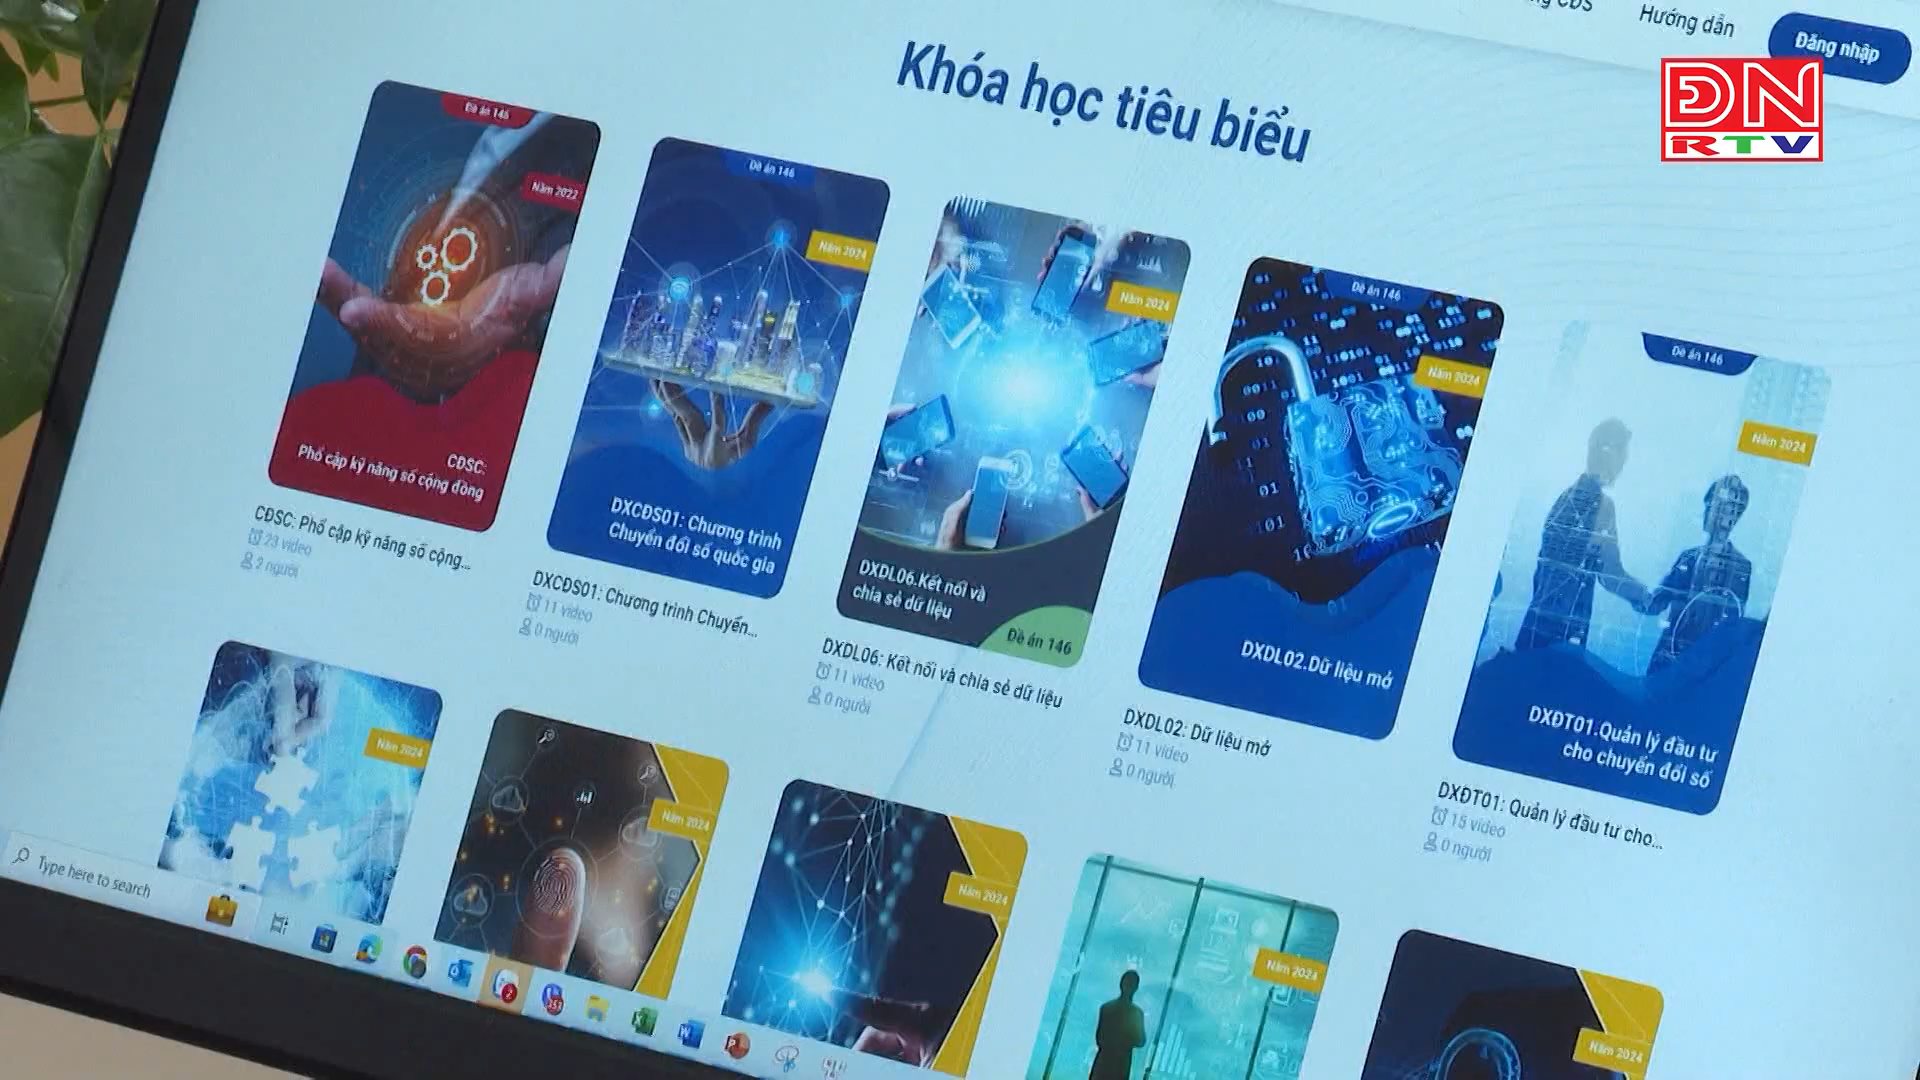 Hướng dẫn
Đăng nhập
ĐN
RTV
Khóa học tiêu biểu
Đề án 146
Năm 2022
CĐSC:
Phổ cập kỹ năng số cộng đồng
CĐSC: Phổ cập kỹ năng số cộng...
23 video
2 người
Đề án 146
Năm 2024
DXCĐS01: Chương trình
Chuyển đổi số quốc gia
DXCĐS01: Chương trình Chuyển...
11 video
0 người
Năm 2024
DXDL06.Kết nối và
chia sẻ dữ liệu
Đề án 146
DXDL06: Kết nối và chia sẻ dữ liệu
11 video
0 người
Đề án 146
Năm 2024
DXDL02.Dữ liệu mở
DXDL02: Dữ liệu mở
11 video
0 người
Đề án 146
Năm 2024
DXĐT01.Quản lý đầu tư
cho chuyển đổi số
DXĐT01: Quản lý đầu tư cho...
15 video
0 người
Năm 2024
Năm 2024
Năm 2024
Năm 2024
Năm 2024
Type here to search